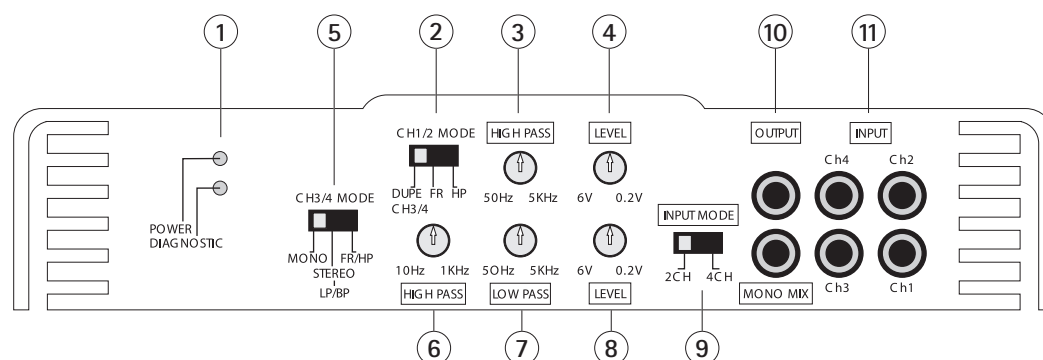 1
5
2
3
4
10
11
CH1/2 MODE
HIGH PASS
LEVEL
OUTPUT
INPUT
Ch4
Ch2
DUPE FR HP
CH3/4
50Hz 5KHz
6V 0.2V
CH3/4 MODE
POWER
DIAGNOSTIC
MONO FR/HP
STEREO
LP/BP
INPUT MODE
2CH 4CH
10Hz 1KHz
50Hz 5KHz
6V 0.2V
HIGH PASS
LOW PASS
LEVEL
MONO MIX
Ch3
Ch1
6
7
8
9